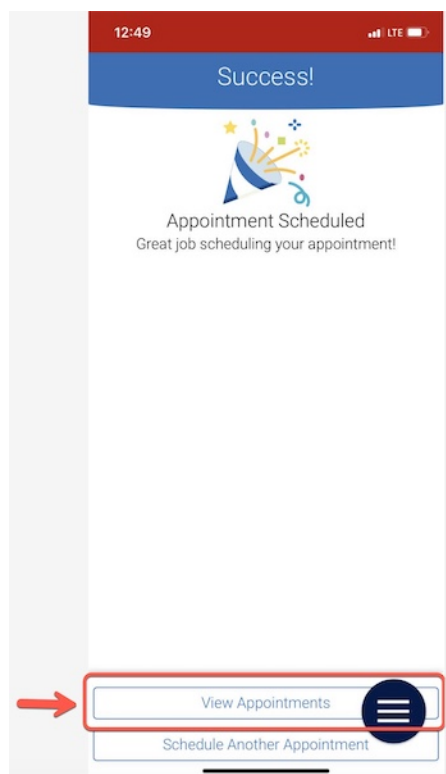 12:49
LTE
Success!
Appointment Scheduled
Great job scheduling your appointment!
View Appointments
Schedule Another Appointment